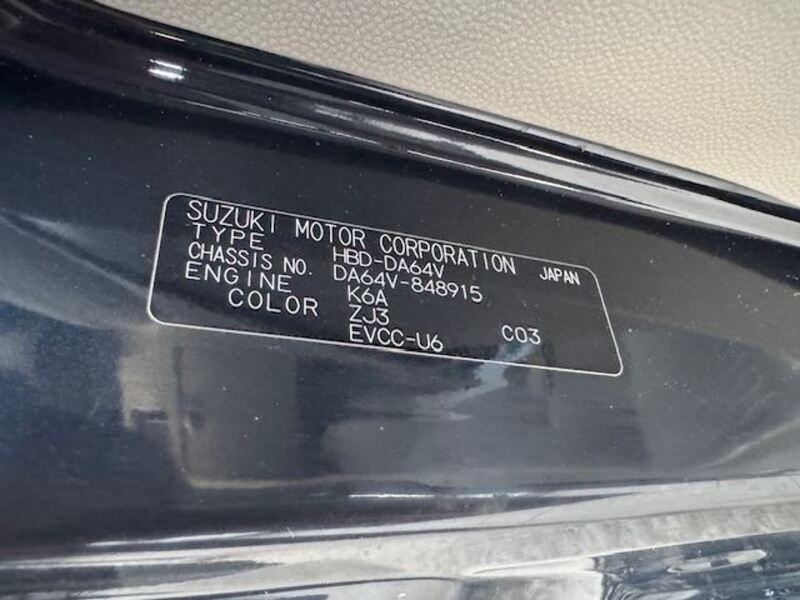 SUZUKI MOTOR CORPORATION JAPAN
TYPE HBD-DA64V
CHASSIS NO. DA64V-848915
ENGINE K6A
COLOR ZJ3
EVCC-U6 C03